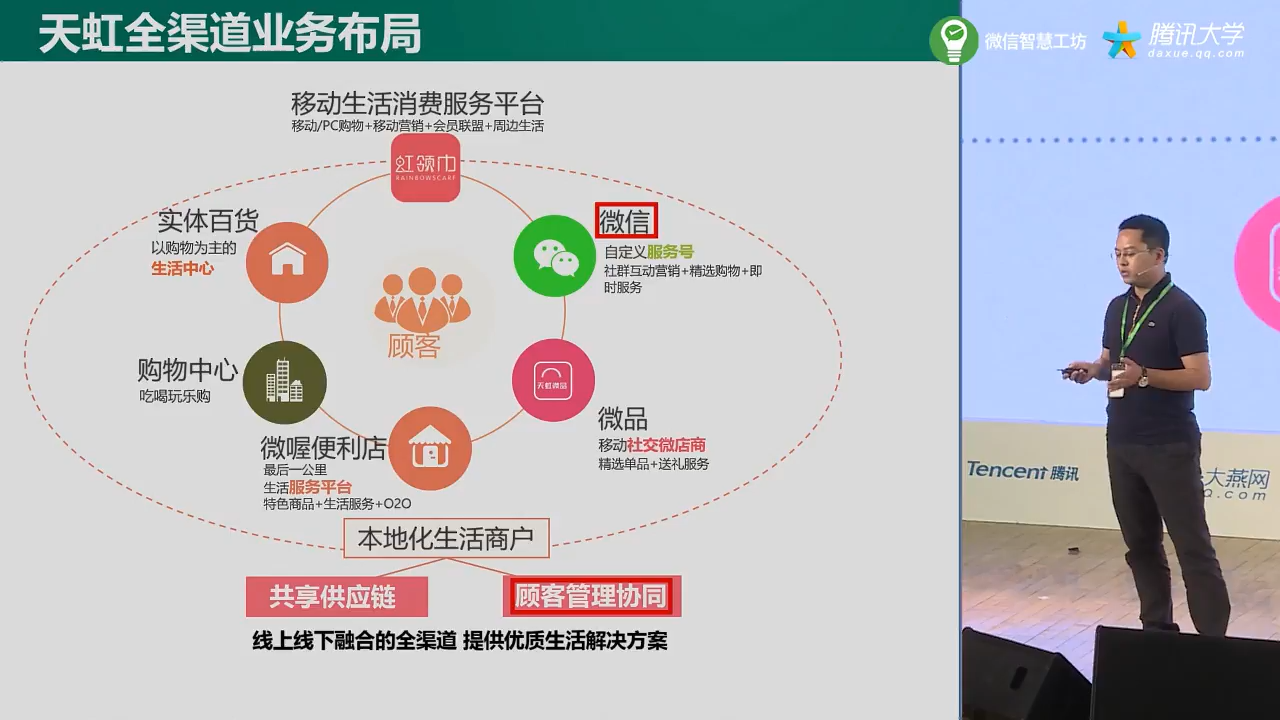 天虹全渠道业务布局
微信智慧工坊
腾讯大学
daxue.qq.com
移动生活消费服务平台
移动/PC购物+移动营销+会员联盟+周边生活
虹领巾
RAINBOWSCARF
实体百货
以购物为主的
生活中心
微信
自定义服务号
社群互动营销+精选购物+即
时服务
顾客
购物中心
吃喝玩乐购
天虹微品
微品
移动社交微店商
精选单品+送礼服务
微喔便利店
最后一公里
生活服务平台
特色商品+生活服务+O2O
本地化生活商户
共享供应链
顾客管理协同
线上线下融合的全渠道 提供优质生活解决方案
Tencent 腾讯
大燕网
q.com